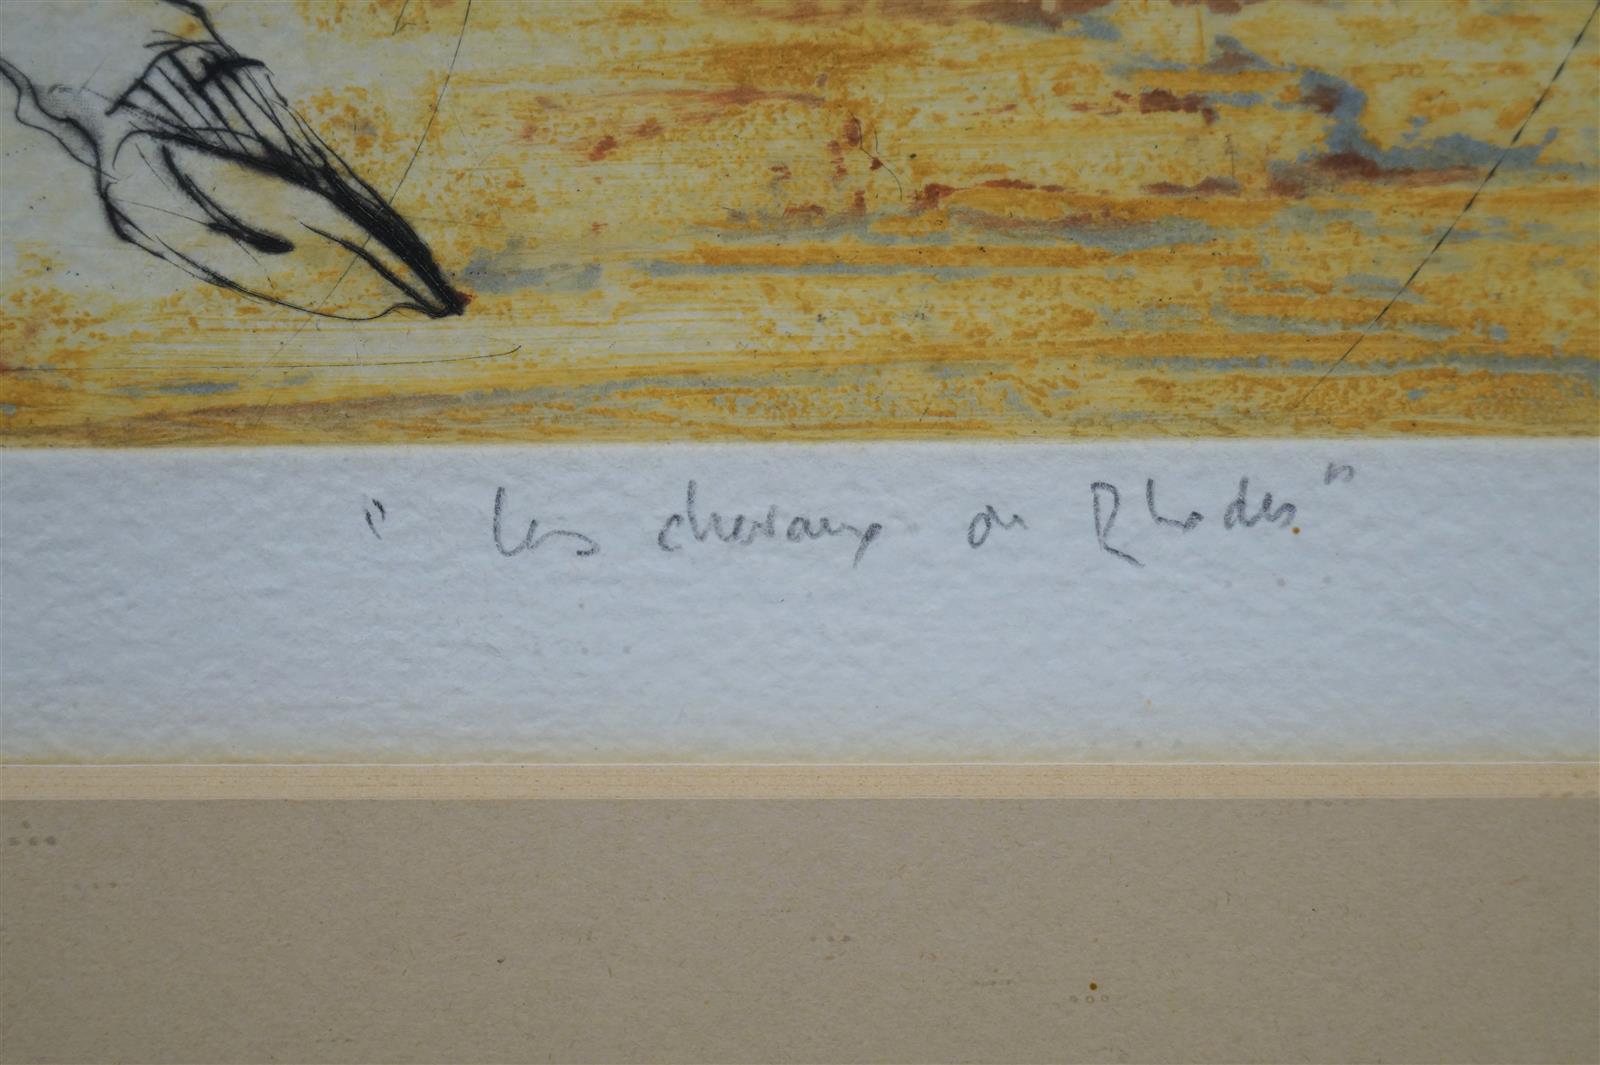 "Les chevaux de Rhodes"